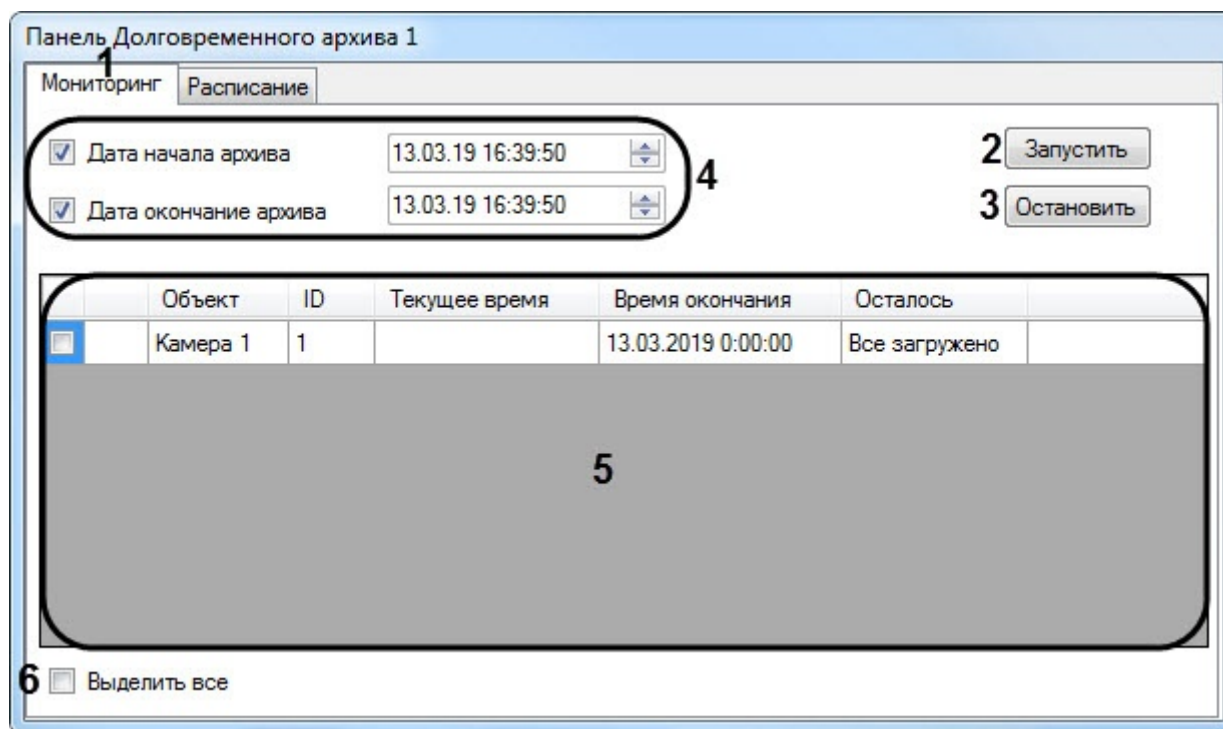 Панель Долговременного архива 1
1
Мониторинг Расписание
Дата начала архива 13.03.19 16:39:50 4 2 Запустить
Дата окончание архива 13.03.19 16:39:50 3 Остановить
Объект ID Текущее время Время окончания Осталось
Камера 1 1 13.03.2019 0:00:00 Все загружено
5
6 Выделить все